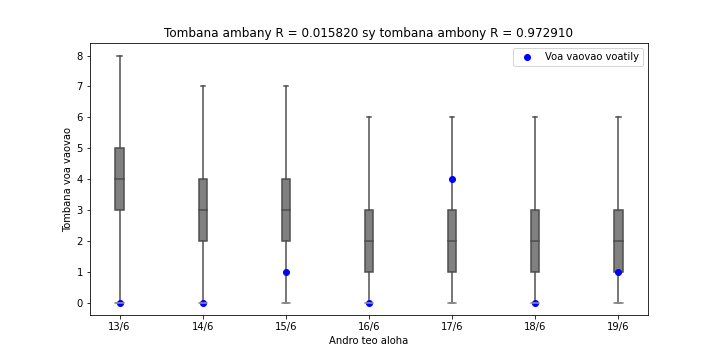 Tombana ambany R = 0.015820 sy tombana ambony R = 0.972910
Voa vaovao voatily
Tombana voa vaovao
8
7
6
5
4
3
2
1
0
13/6 14/6 15/6 16/6 17/6 18/6 19/6
Andro teo aloha